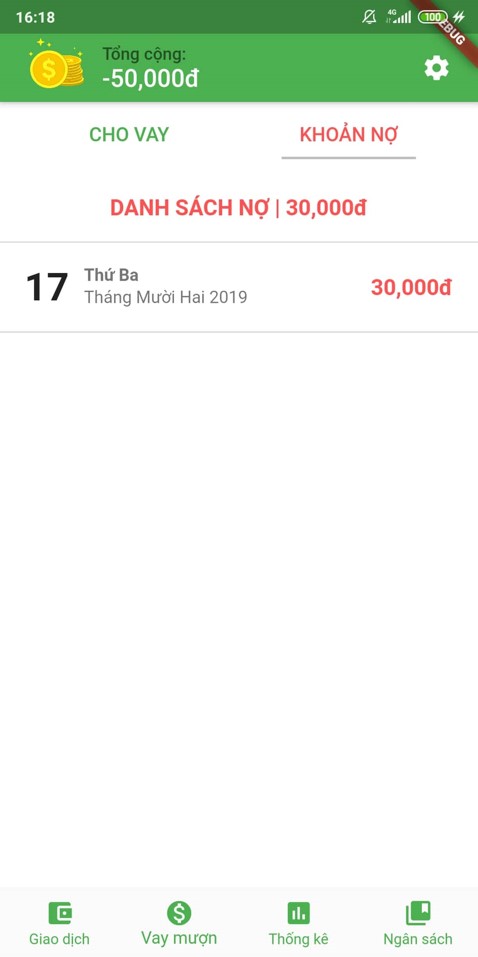 16:18
4G
100
EBUG
Tổng cộng:
-50,000đ
CHO VAY
KHOẢN NỢ
DANH SÁCH NỢ | 30,000đ
17
Thứ Ba
Tháng Mười Hai 2019
30,000đ
Giao dịch
Vay mượn
Thống kê
Ngân sách